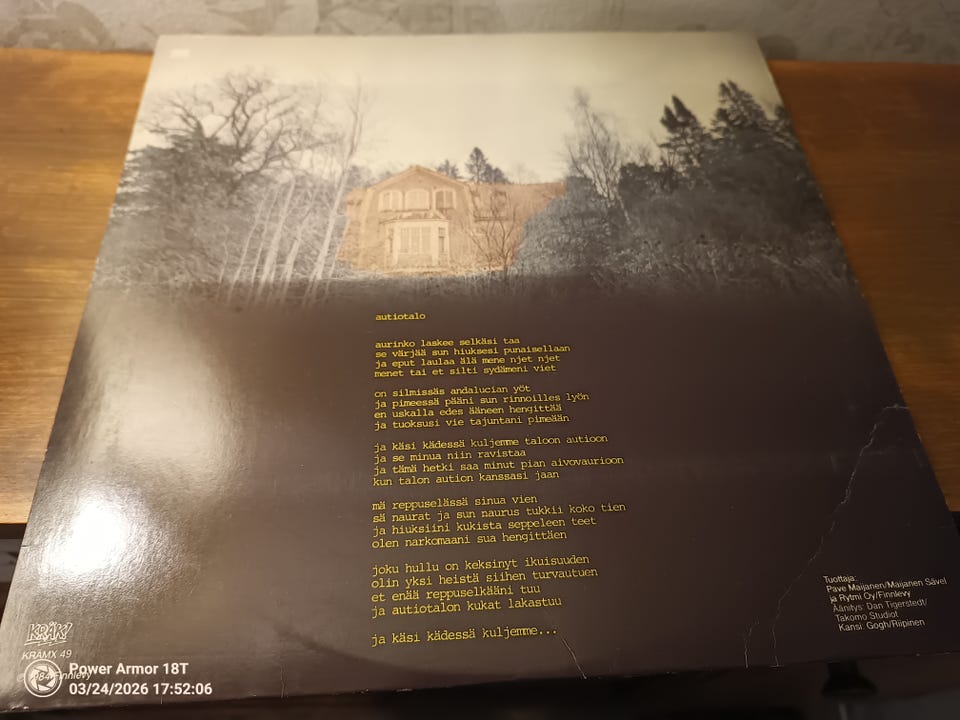 autiotalo
aurinko laskee selkäsi taa
se värjää sun hiuksesi punaisellaan
ja eput laulaa älä mene njet njet
menet tai et silti sydämeni viet
on silmissäs andalucian yöt
ja pimeessä pääni sun rinnoilles lyön
en uskalla edes ääneen hengittää
ja tuoksusi vie tajuntani pimeään
ja käsi kädessä kuljemme taloon autioon
ja se minua niin ravistaa
ja tämä hetki saa minut pian aivovaurioon
kun talon aution kanssasi jaan
mä reppuselässä sinua vien
sä naurat ja sun naurus tukkii koko tien
ja hiuksiini kukista seppeleen teet
olen narkomaani sua hengittäen
joku hullu on keksinyt ikuisuuden
olin yksi heistä siihen turvautuen
et enää reppuselkääni tuu
ja autiotalon kukat lakastuu
ja käsi kädessä kuljemme...
Tuottaja:
Pave Maijanen/Maijanen Sävel
ja Rytmi Oy/Finnlevy
Äänitys: Dan Tigerstedt/
Takomo Studiot
Kansi: Gogh/Riipinen
KRÄK!
KRÄMX 49
1984 Finnlevy
Power Armor 18T
03/24/2026 17:52:06